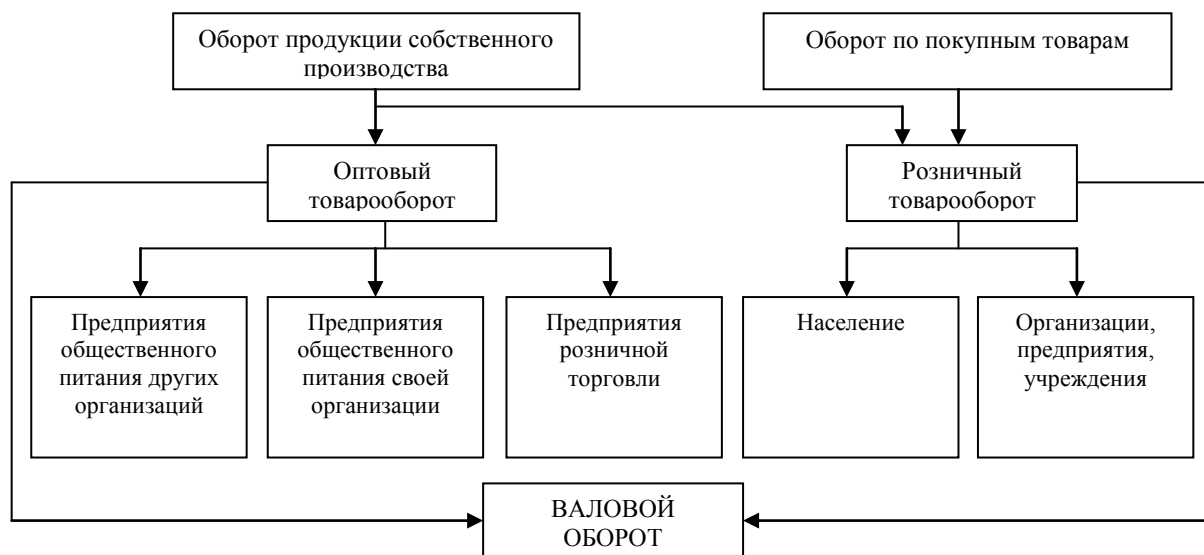 Оборот продукции собственного
производства
Оборот по покупным товарам
Оптовый
товарооборот
Розничный
товарооборот
Предприятия
общественного
питания других
организаций
Предприятия
общественного
питания своей
организации
Предприятия
розничной
торговли
Население
Организации,
предприятия,
учреждения
ВАЛОВОЙ
ОБОРОТ